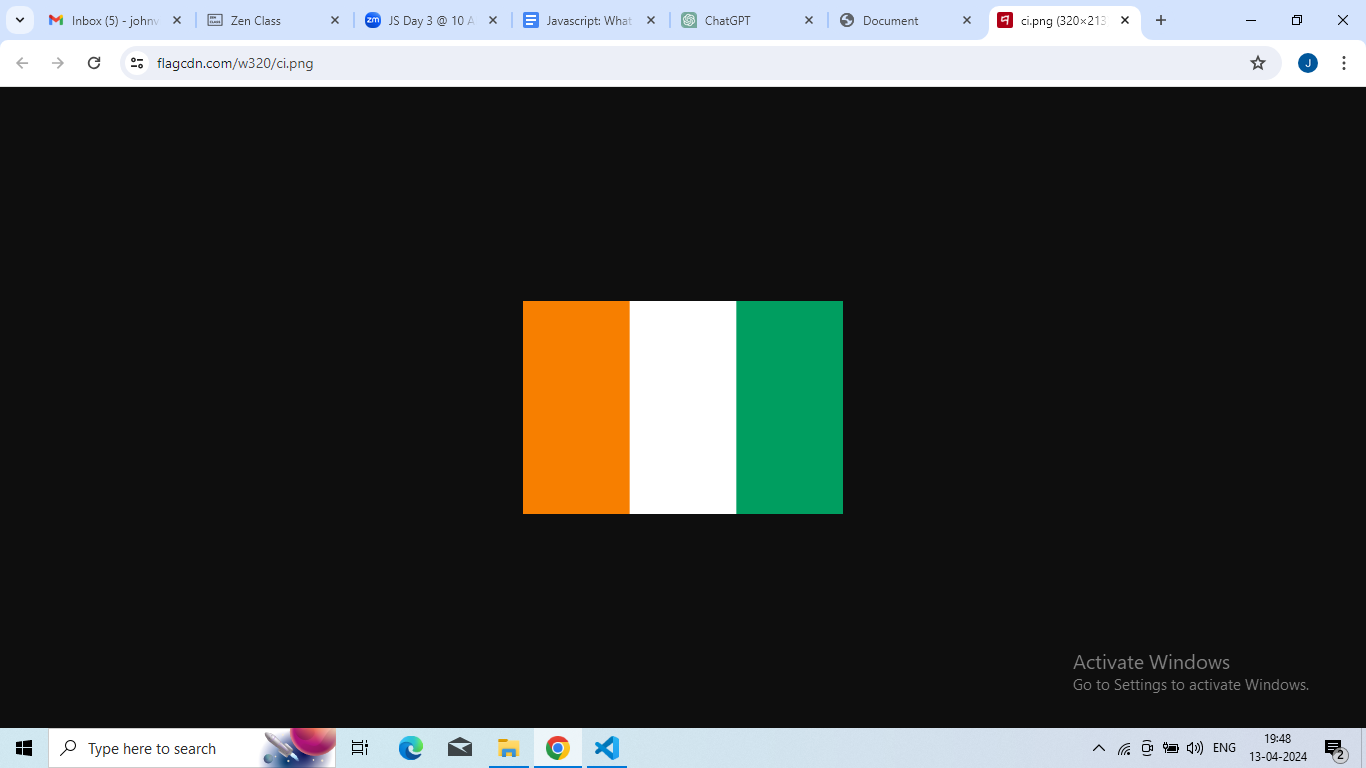 Inbox (5) - johnv
Zen Class
zm
JS Day 3 @ 10 A
Javascript: What
ChatGPT
Document
ci.png (320×213
flagcdn.com/w320/ci.png
J
Activate Windows
Go to Settings to activate Windows.
Type here to search
ENG
19:48
13-04-2024
2